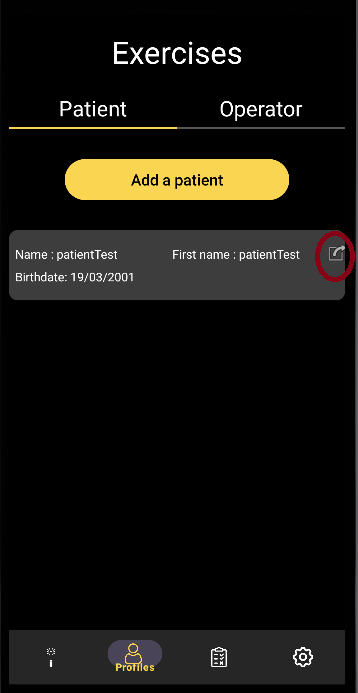 Exercises
Patient Operator
Add a patient
Name : patientTest First name : patientTest
Birthdate: 19/03/2001
Profiles